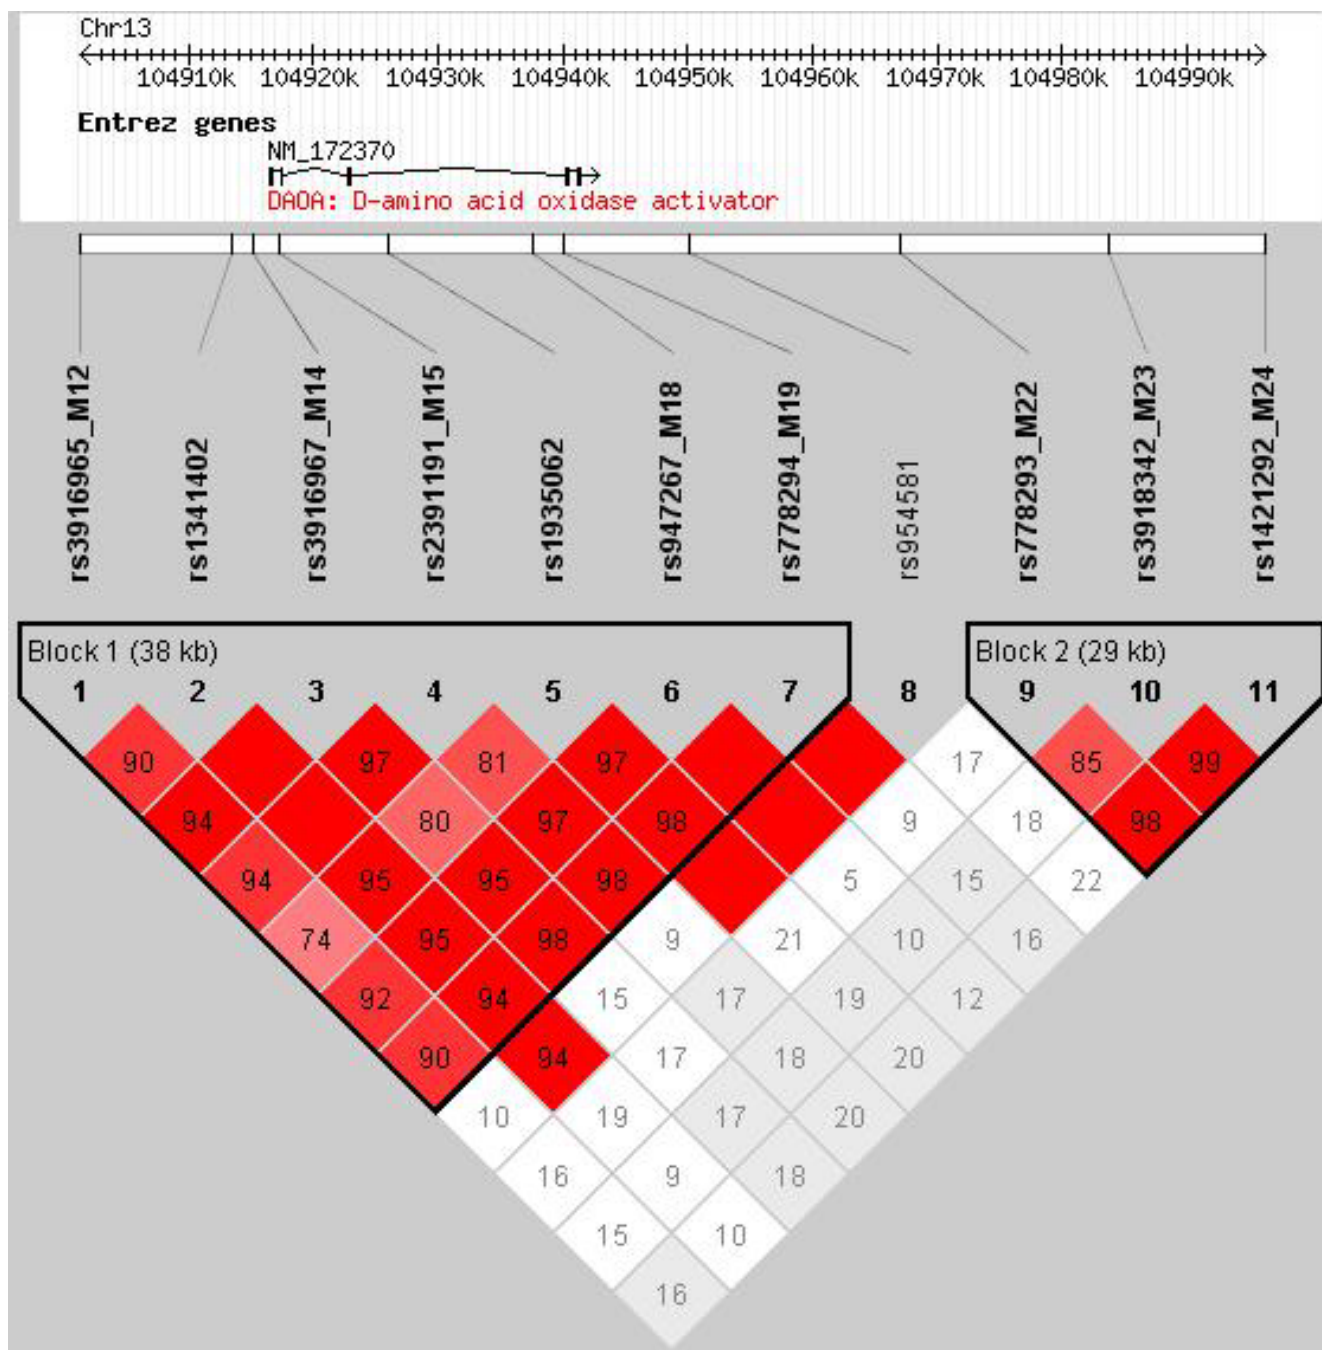 Chr13
104910k 104920k 104930k 104940k 104950k 104960k 104970k 104980k 104990k
Entrez genes
NM_172370
DAOA: D-amino acid oxidase activator
rs3916965_M12
rs1341402
rs3916967_M14
rs2391191_M15
rs1935062
rs947267_M18
rs778294_M19
rs954581
rs778293_M22
rs3918342_M23
rs1421292_M24
Block 1 (38 kb) Block 2 (29 kb)
1 2 3 4 5 6 7 8 9 10 11
90 97 81 97 17 85 99
94 80 97 98 9 18 98
94 95 95 98 5 15 22
74 95 98 9 21 10 16
92 94 15 17 19 12
90 94 17 18 20
10 19 17 20
16 9 18
15 10
16